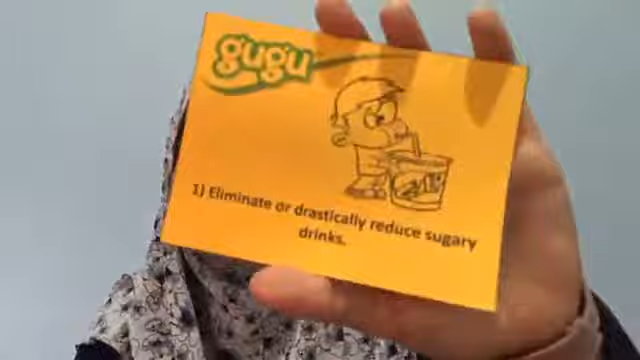 gugu
1) Eliminate or drastically reduce sugary
drinks.